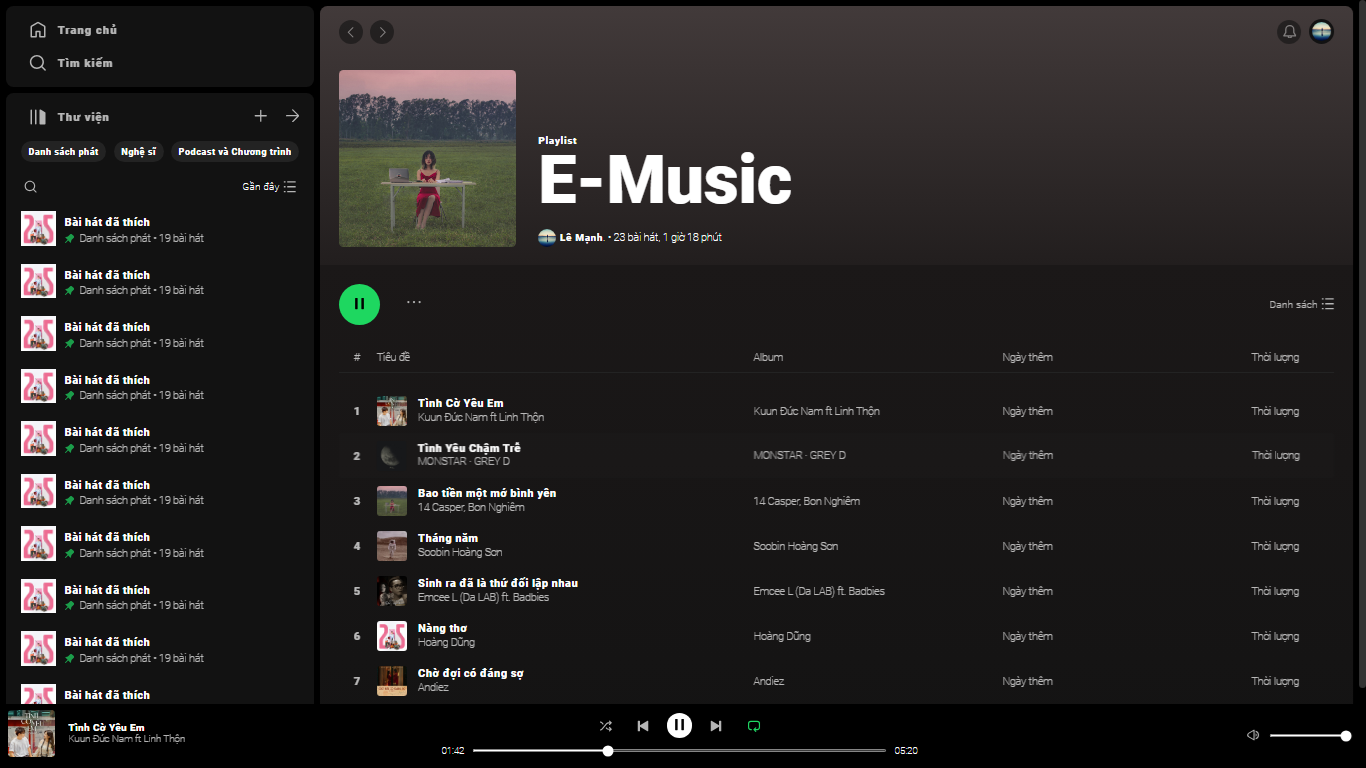 Trang chủ
Tìm kiếm
Thư viện
Danh sách phát Nghệ sĩ Podcast và Chương trình
Gần đây
Bài hát đã thích
Danh sách phát • 19 bài hát
Bài hát đã thích
Danh sách phát • 19 bài hát
Bài hát đã thích
Danh sách phát • 19 bài hát
Bài hát đã thích
Danh sách phát • 19 bài hát
Bài hát đã thích
Danh sách phát • 19 bài hát
Bài hát đã thích
Danh sách phát • 19 bài hát
Bài hát đã thích
Danh sách phát • 19 bài hát
Bài hát đã thích
Danh sách phát • 19 bài hát
Bài hát đã thích
Danh sách phát • 19 bài hát
Bài hát đã thích
Playlist
E-Music
Lê Mạnh. • 23 bài hát, 1 giờ 18 phút
Danh sách
# Tiêu đề Album Ngày thêm Thời lượng
1 Tình Cờ Yêu Em
Kuun Đức Nam ft Linh Thộn Kuun Đức Nam ft Linh Thộn Ngày thêm Thời lượng
2 Tình Yêu Chậm Trễ
MONSTAR - GREY D MONSTAR - GREY D Ngày thêm Thời lượng
3 Bao tiền một mớ bình yên
14 Casper, Bon Nghiêm 14 Casper, Bon Nghiêm Ngày thêm Thời lượng
4 Tháng năm
Soobin Hoàng Sơn Soobin Hoàng Sơn Ngày thêm Thời lượng
5 Sinh ra đã là thứ đối lập nhau
Emcee L (Da LAB) ft. Badbies Emcee L (Da LAB) ft. Badbies Ngày thêm Thời lượng
6 Nàng thơ
Hoàng Dũng Hoàng Dũng Ngày thêm Thời lượng
7 Chờ đợi có đáng sợ
Andiez Andiez Ngày thêm Thời lượng
Tình Cờ Yêu Em
Kuun Đức Nam ft Linh Thộn
01:42 05:20